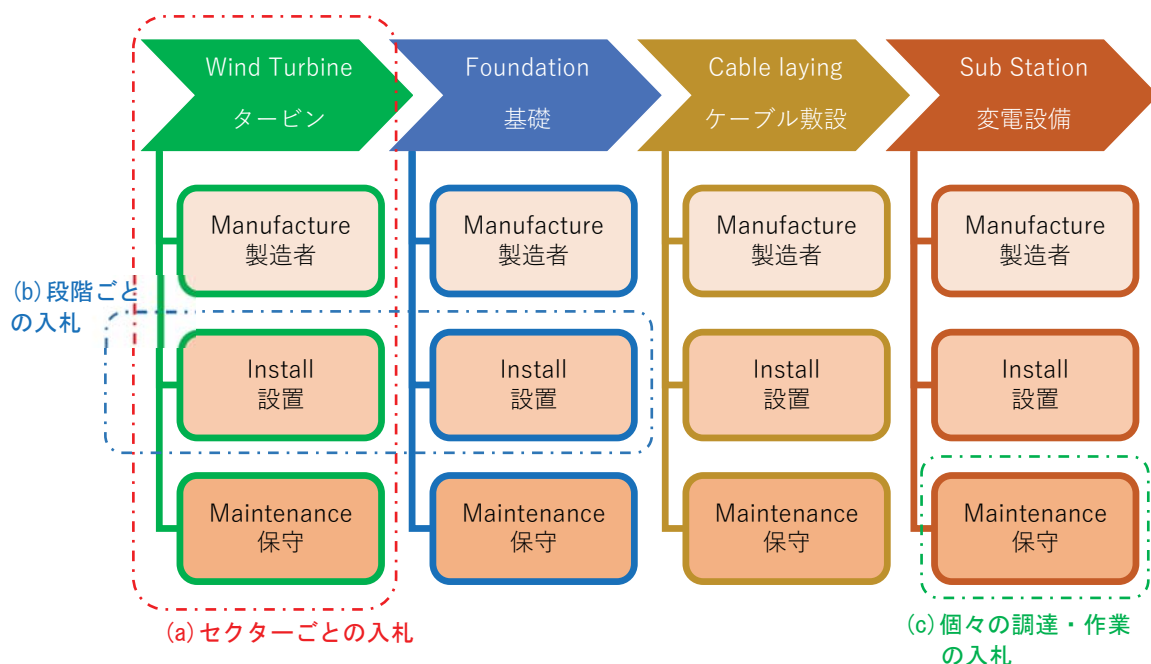 Wind Turbine
タービン
Foundation
基礎
Cable laying
ケーブル敷設
Sub Station
変電設備
Manufacture
製造者
Manufacture
製造者
Manufacture
製造者
Manufacture
製造者
(b)段階ごと
の入札
Install
設置
Install
設置
Install
設置
Install
設置
Maintenance
保守
Maintenance
保守
Maintenance
保守
Maintenance
保守
(a)セクターごとの入札
(c)個々の調達・作業
の入札